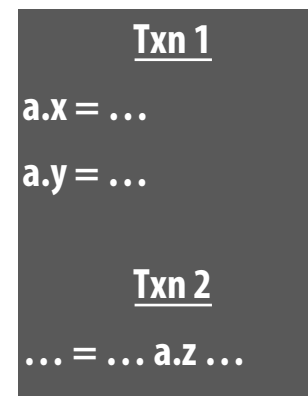 Txn 1
a.x = …
a.y = …
Txn 2
… = … a.z …